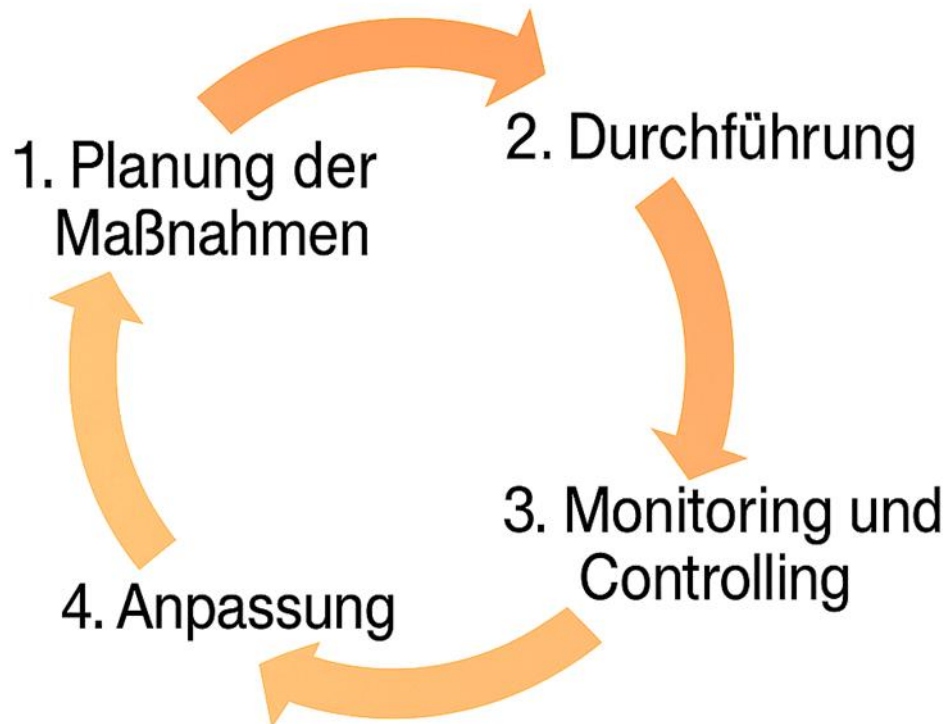 1. Planung der
Maßnahmen
2. Durchführung
3. Monitoring und
Controlling
4. Anpassung